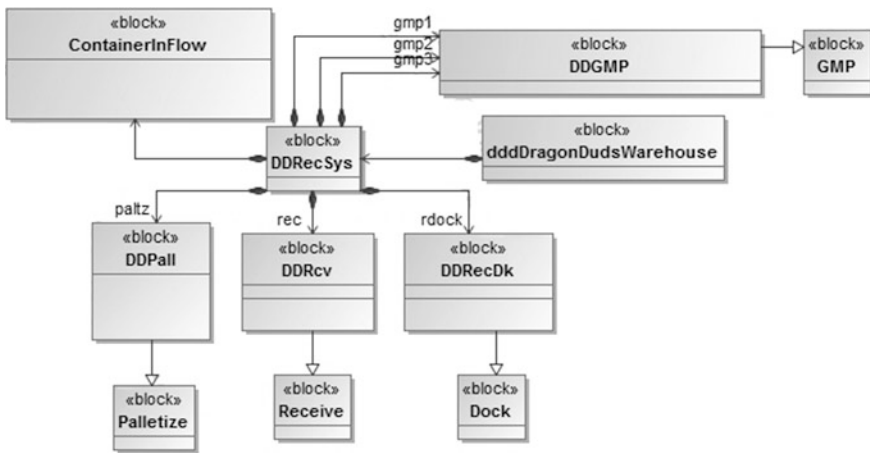 «block»
ContainerInFlow
gmp1
gmp2
gmp3
«block»
DDGMP
«block»
GMP
«block»
DDRecSys
«block»
dddDragonDudsWarehouse
paltz
rec
rdock
«block»
DDPall
«block»
DDRcv
«block»
DDRecDk
«block»
Palletize
«block»
Receive
«block»
Dock